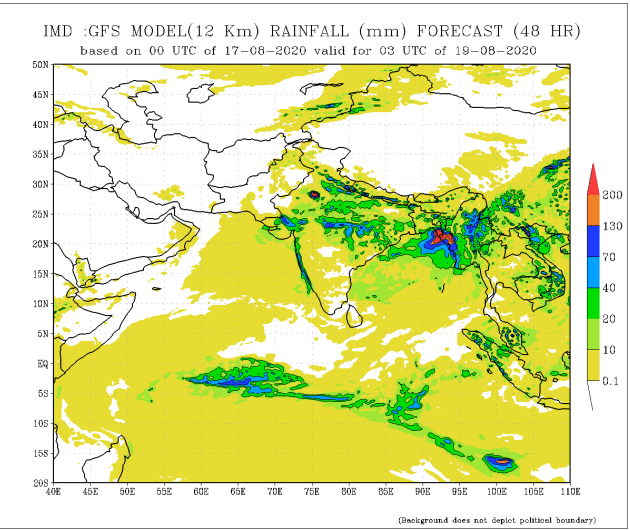 IMD :GFS MODEL(12 Km) RAINFALL (mm) FORECAST (48 HR)
based on 00 UTC of 17-08-2020 valid for 03 UTC of 19-08-2020
50N
45N
40N
35N
30N
25N
20N
15N
10N
5N
EQ
5S
10S
15S
20S
40E 45E 50E 55E 60E 65E 70E 75E 80E 85E 90E 95E 100E 105E 110E
200
130
70
40
20
10
0.1
(Background does not depict political boundary)